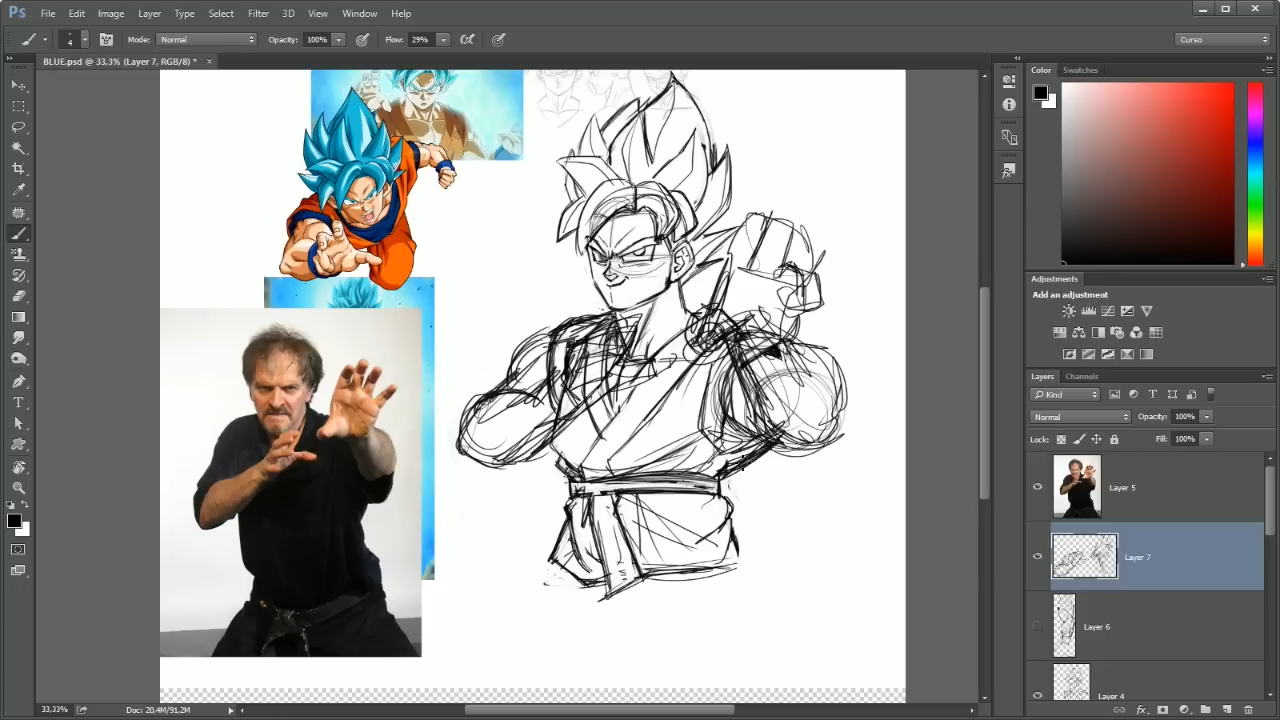 Ps File Edit Image Layer Type Select Filter 3D View Window Help
4 Mode: Normal Opacity: 100% Flow: 29% Curso
BLUE.psd @ 33,3% (Layer 7, RGB/8) * ×
Color Swatches
Adjustments
Add an adjustment
Layers Channels
Kind
Normal Opacity: 100%
Lock: Fill: 100%
Layer 5
Layer 7
Layer 6
Layer 4
33,33% Doc: 20,4M/91,2M